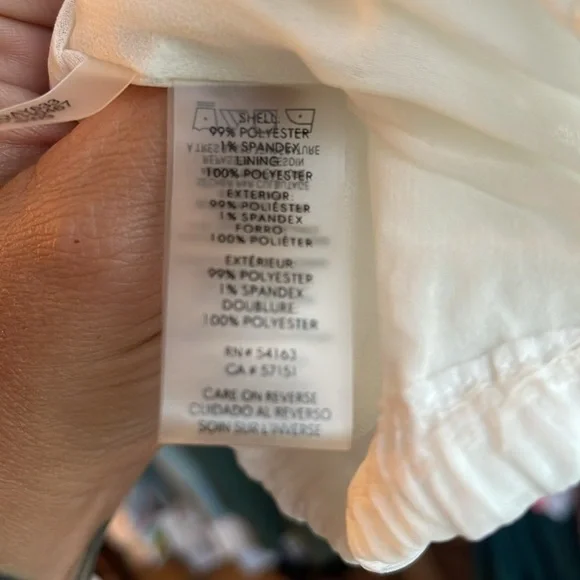 SHELL:
99% POLYESTER
1% SPANDEX
LINING:
100% POLYESTER
EXTERIOR:
99% POLIÉSTER
1% SPANDEX
FORRO:
100% POLIÉTER
EXTÉRIEUR:
99% POLYESTER
1% SPANDEX
DOUBLURE:
100% POLYESTER
RN# 54163
CA# 57151
CARE ON REVERSE
CUIDADO AL REVERSO
SOIN SUR L'INVERSE